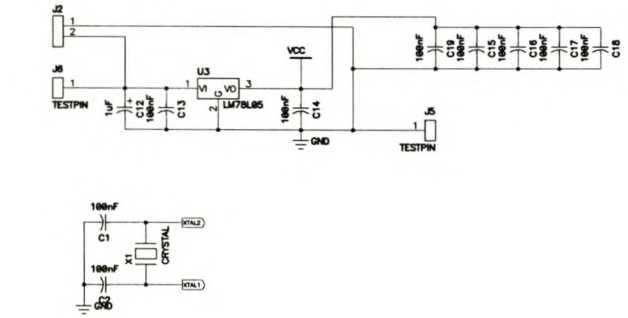 J2
1
2
J6
1
TESTPIN
1uF
C12
100nF
C13
U3
1
VI
VO
3
G
2
LM78L05
VCC
100nF
C14
GND
100nF
C19
100nF
C15
100nF
C16
100nF
C17
100nF
C18
J5
1
TESTPIN
100nF
C1
XTAL2
X1
CRYSTAL
100nF
C2
XTAL1
GND